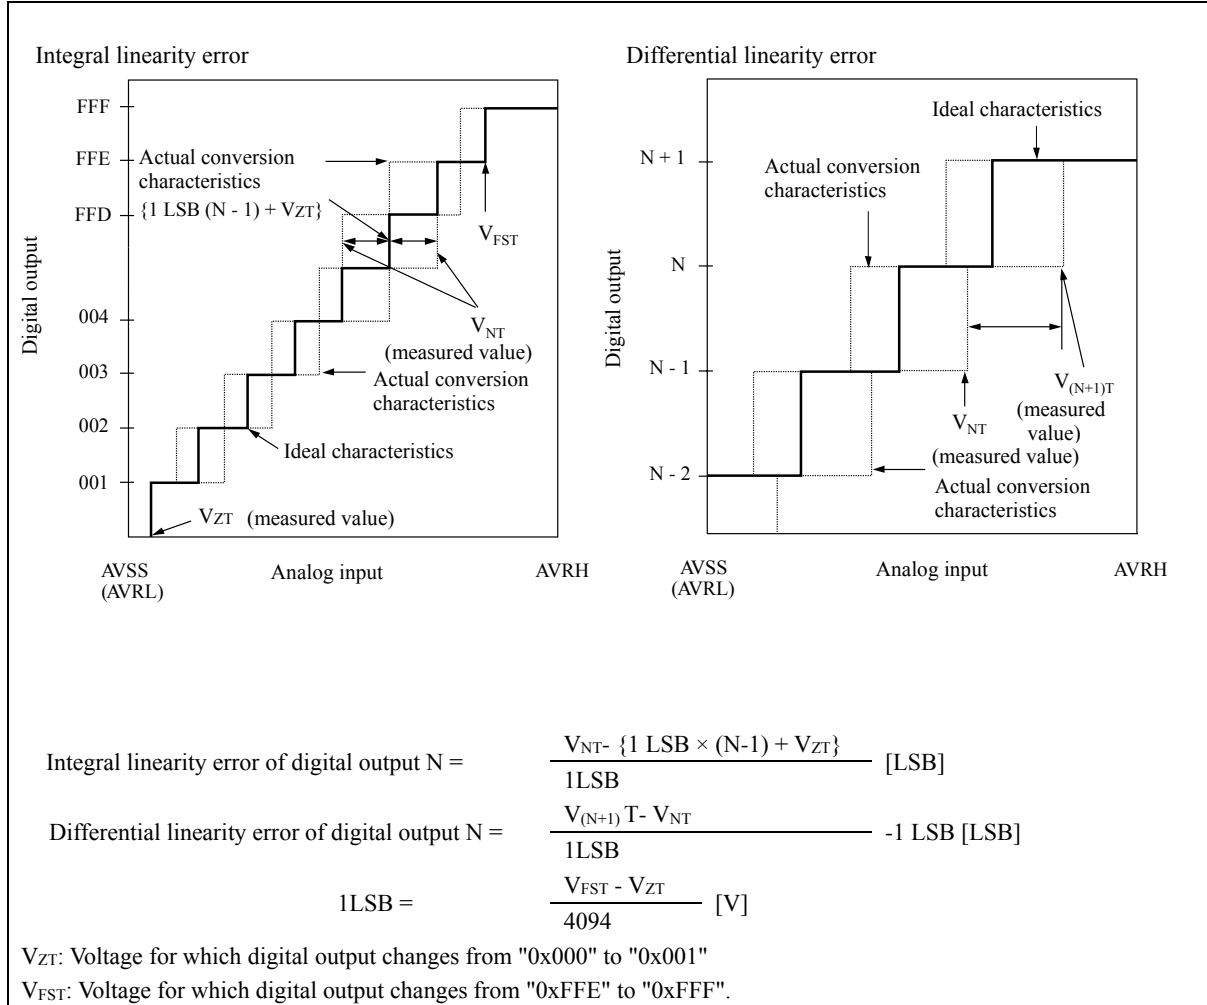 Integral linearity error
FFF
FFE
FFD
004
003
002
001
Digital output
Actual conversion
characteristics
{1 LSB (N - 1) + VZT}
VFST
VNT
(measured value)
Actual conversion
characteristics
Ideal characteristics
VZT (measured value)
AVSS
(AVRL)
Analog input
AVRH
Differential linearity error
N + 1
N
N - 1
N - 2
Digital output
Ideal characteristics
Actual conversion
characteristics
V(N+1)T
(measured
value)
VNT
(measured value)
Actual conversion
characteristics
AVSS
(AVRL)
Analog input
AVRH
Integral linearity error of digital output N =
VNT- {1 LSB × (N-1) + VZT}
1LSB
[LSB]
Differential linearity error of digital output N =
V(N+1) T- VNT
1LSB
-1 LSB [LSB]
1LSB =
VFST - VZT
4094
[V]
VZT: Voltage for which digital output changes from "0x000" to "0x001"
VFST: Voltage for which digital output changes from "0xFFE" to "0xFFF".